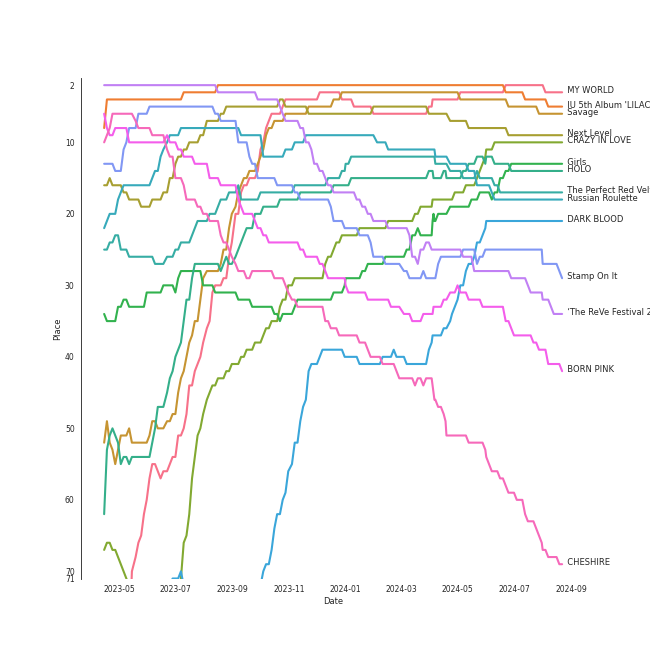 2
10
20
30
40
50
60
70
71
Place
MY WORLD
IU 5th Album 'LILAC
Savage
Next Level
CRAZY IN LOVE
Girls
HOLO
The Perfect Red Vel
Russian Roulette
DARK BLOOD
Stamp On It
'The ReVe Festival 2
BORN PINK
CHESHIRE
2023-05
2023-07
2023-09
2023-11
2024-01
2024-03
2024-05
2024-07
2024-09
Date